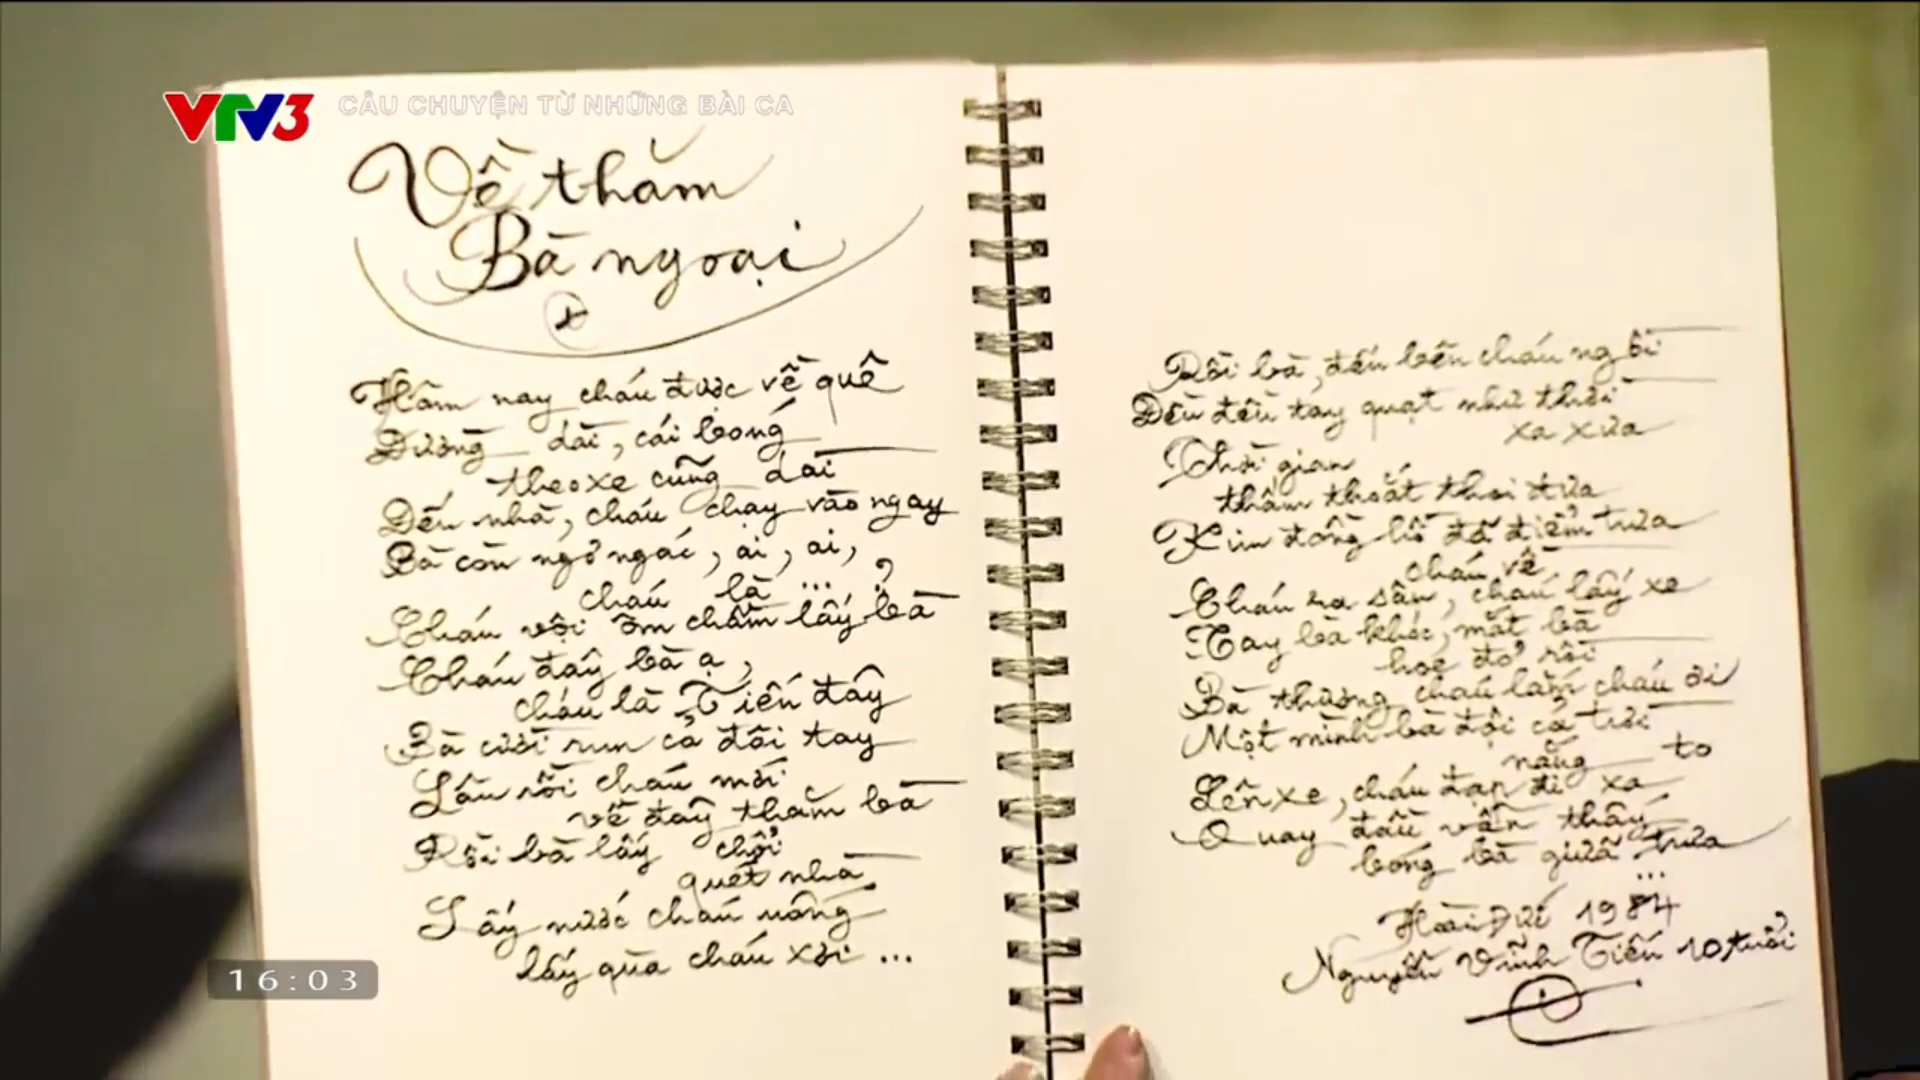 VTV3 CÂU CHUYỆN TỪ NHỮNG BÀI CA
Về thăm
Bà ngoại
Hôm nay cháu được về quê
Đường dài, cái bóng
theo xe cũng dài
Đến nhà, cháu chạy vào ngay
Bà còn ngơ ngác, ai, ai,
cháu là ... ?
Cháu vội ôm chầm lấy bà
Cháu đây bà ạ,
cháu là Tiến đây
Bà cười run cả đôi tay
Lâu rồi cháu mới
về đây thăm bà
Rồi bà lấy chổi
quét nhà
Lấy nước cháu uống
lấy quà cháu xơi ...
Rồi bà, đến bên cháu ngồi
Đều đều tay quạt như thời
xa xưa
Thời gian
thấm thoắt thoi đưa
Kim đồng hồ đã điểm trưa
cháu về
Cháu ra sân, cháu lấy xe
Tay bà khóc, mắt bà
hoe đỏ rồi
Bà thương cháu lắm cháu ơi
Một mình bà đội cả trời
nắng to
Lên xe, cháu đạp đi xa
Quay đầu vẫn thấy
bóng bà giữa trưa
...
Hoài Đức 1984
Nguyễn Vĩnh Tiến 10 tuổi
16:03